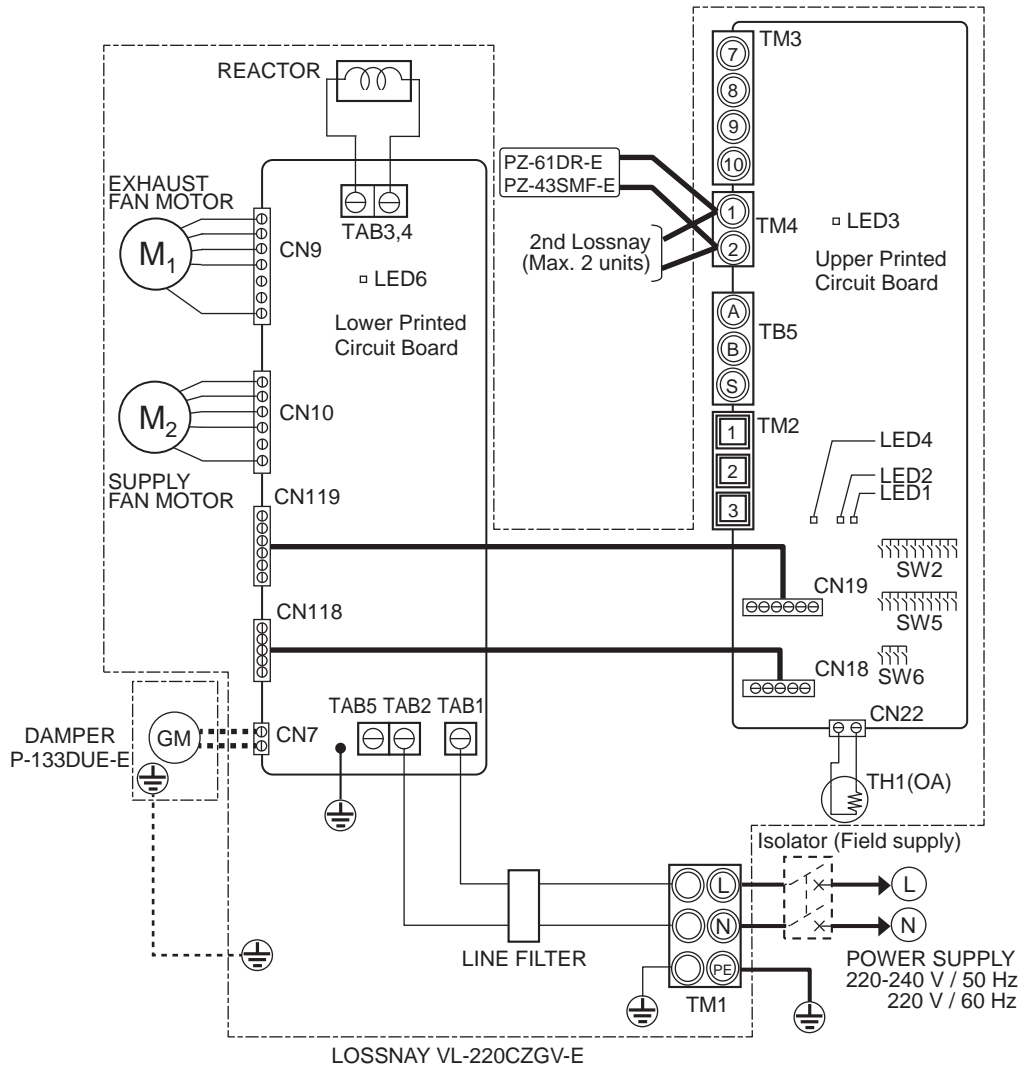 TM3
7
8
9
10
REACTOR
PZ-61DR-E
PZ-43SMF-E
EXHAUST
FAN MOTOR
M1
CN9
TAB3,4
1
2
TM4
LED3
2nd Lossnay
(Max. 2 units)
Upper Printed
Circuit Board
LED6
Lower Printed
Circuit Board
A
B
S
TB5
M2
CN10
SUPPLY
FAN MOTOR
1
2
3
TM2
LED4
LED2
LED1
CN119
SW2
CN19
SW5
CN118
CN18
SW6
CN22
TAB5
TAB2
TAB1
DAMPER
P-133DUE-E
GM
CN7
TH1(OA)
Isolator (Field supply)
L
L
N
N
LINE FILTER
PE
TM1
POWER SUPPLY
220-240 V / 50 Hz
220 V / 60 Hz
LOSSNAY VL-220CZGV-E